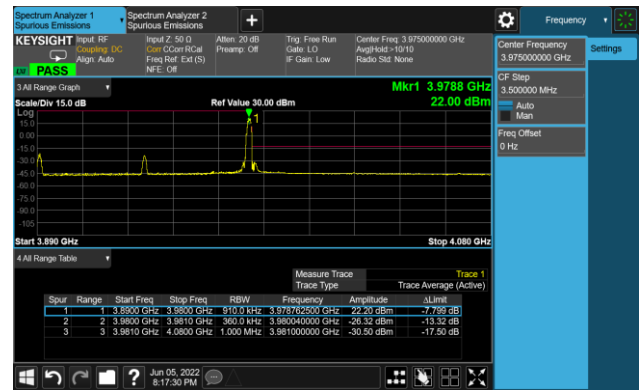 Spectrum Analyzer 1
Spurious Emissions
Spectrum Analyzer 2
Spurious Emissions
+
Frequency
KEYSIGHT
Input: RF
Coupling: DC
Align: Auto
PASS
Input Z: 50 Ω
Corr CCorr RCal
Freq Ref: Ext (S)
NFE: Off
Atten: 20 dB
Preamp: Off
Trig: Free Run
Gate: LO
IF Gain: Low
Center Freq: 3.975000000 GHz
Avg|Hold:>10/10
Radio Std: None
Center Frequency
3.975000000 GHz
Settings
CF Step
3.500000 MHz
Auto
Man
Freq Offset
0 Hz
3 All Range Graph
Mkr1 3.9788 GHz
22.00 dBm
Scale/Div 15.0 dB
Ref Value 30.00 dBm
Log
15.0
0.00
-15.0
-30.0
-45.0
-60.0
-75.0
-90.0
-105
1
Start 3.890 GHz
Stop 4.080 GHz
4 All Range Table
Measure Trace Trace 1
Trace Type Trace Average (Active)
Spur Range Start Freq Stop Freq RBW Frequency Amplitude ΔLimit
1 1 3.8900 GHz 3.9800 GHz 910.0 kHz 3.978762500 GHz 22.20 dBm -7.799 dB
2 2 3.9800 GHz 3.9810 GHz 360.0 kHz 3.980040000 GHz -26.32 dBm -13.32 dB
3 3 3.9810 GHz 4.0800 GHz 1.000 MHz 3.981000000 GHz -30.50 dBm -17.50 dB
?
Jun 05, 2022
8:17:30 PM